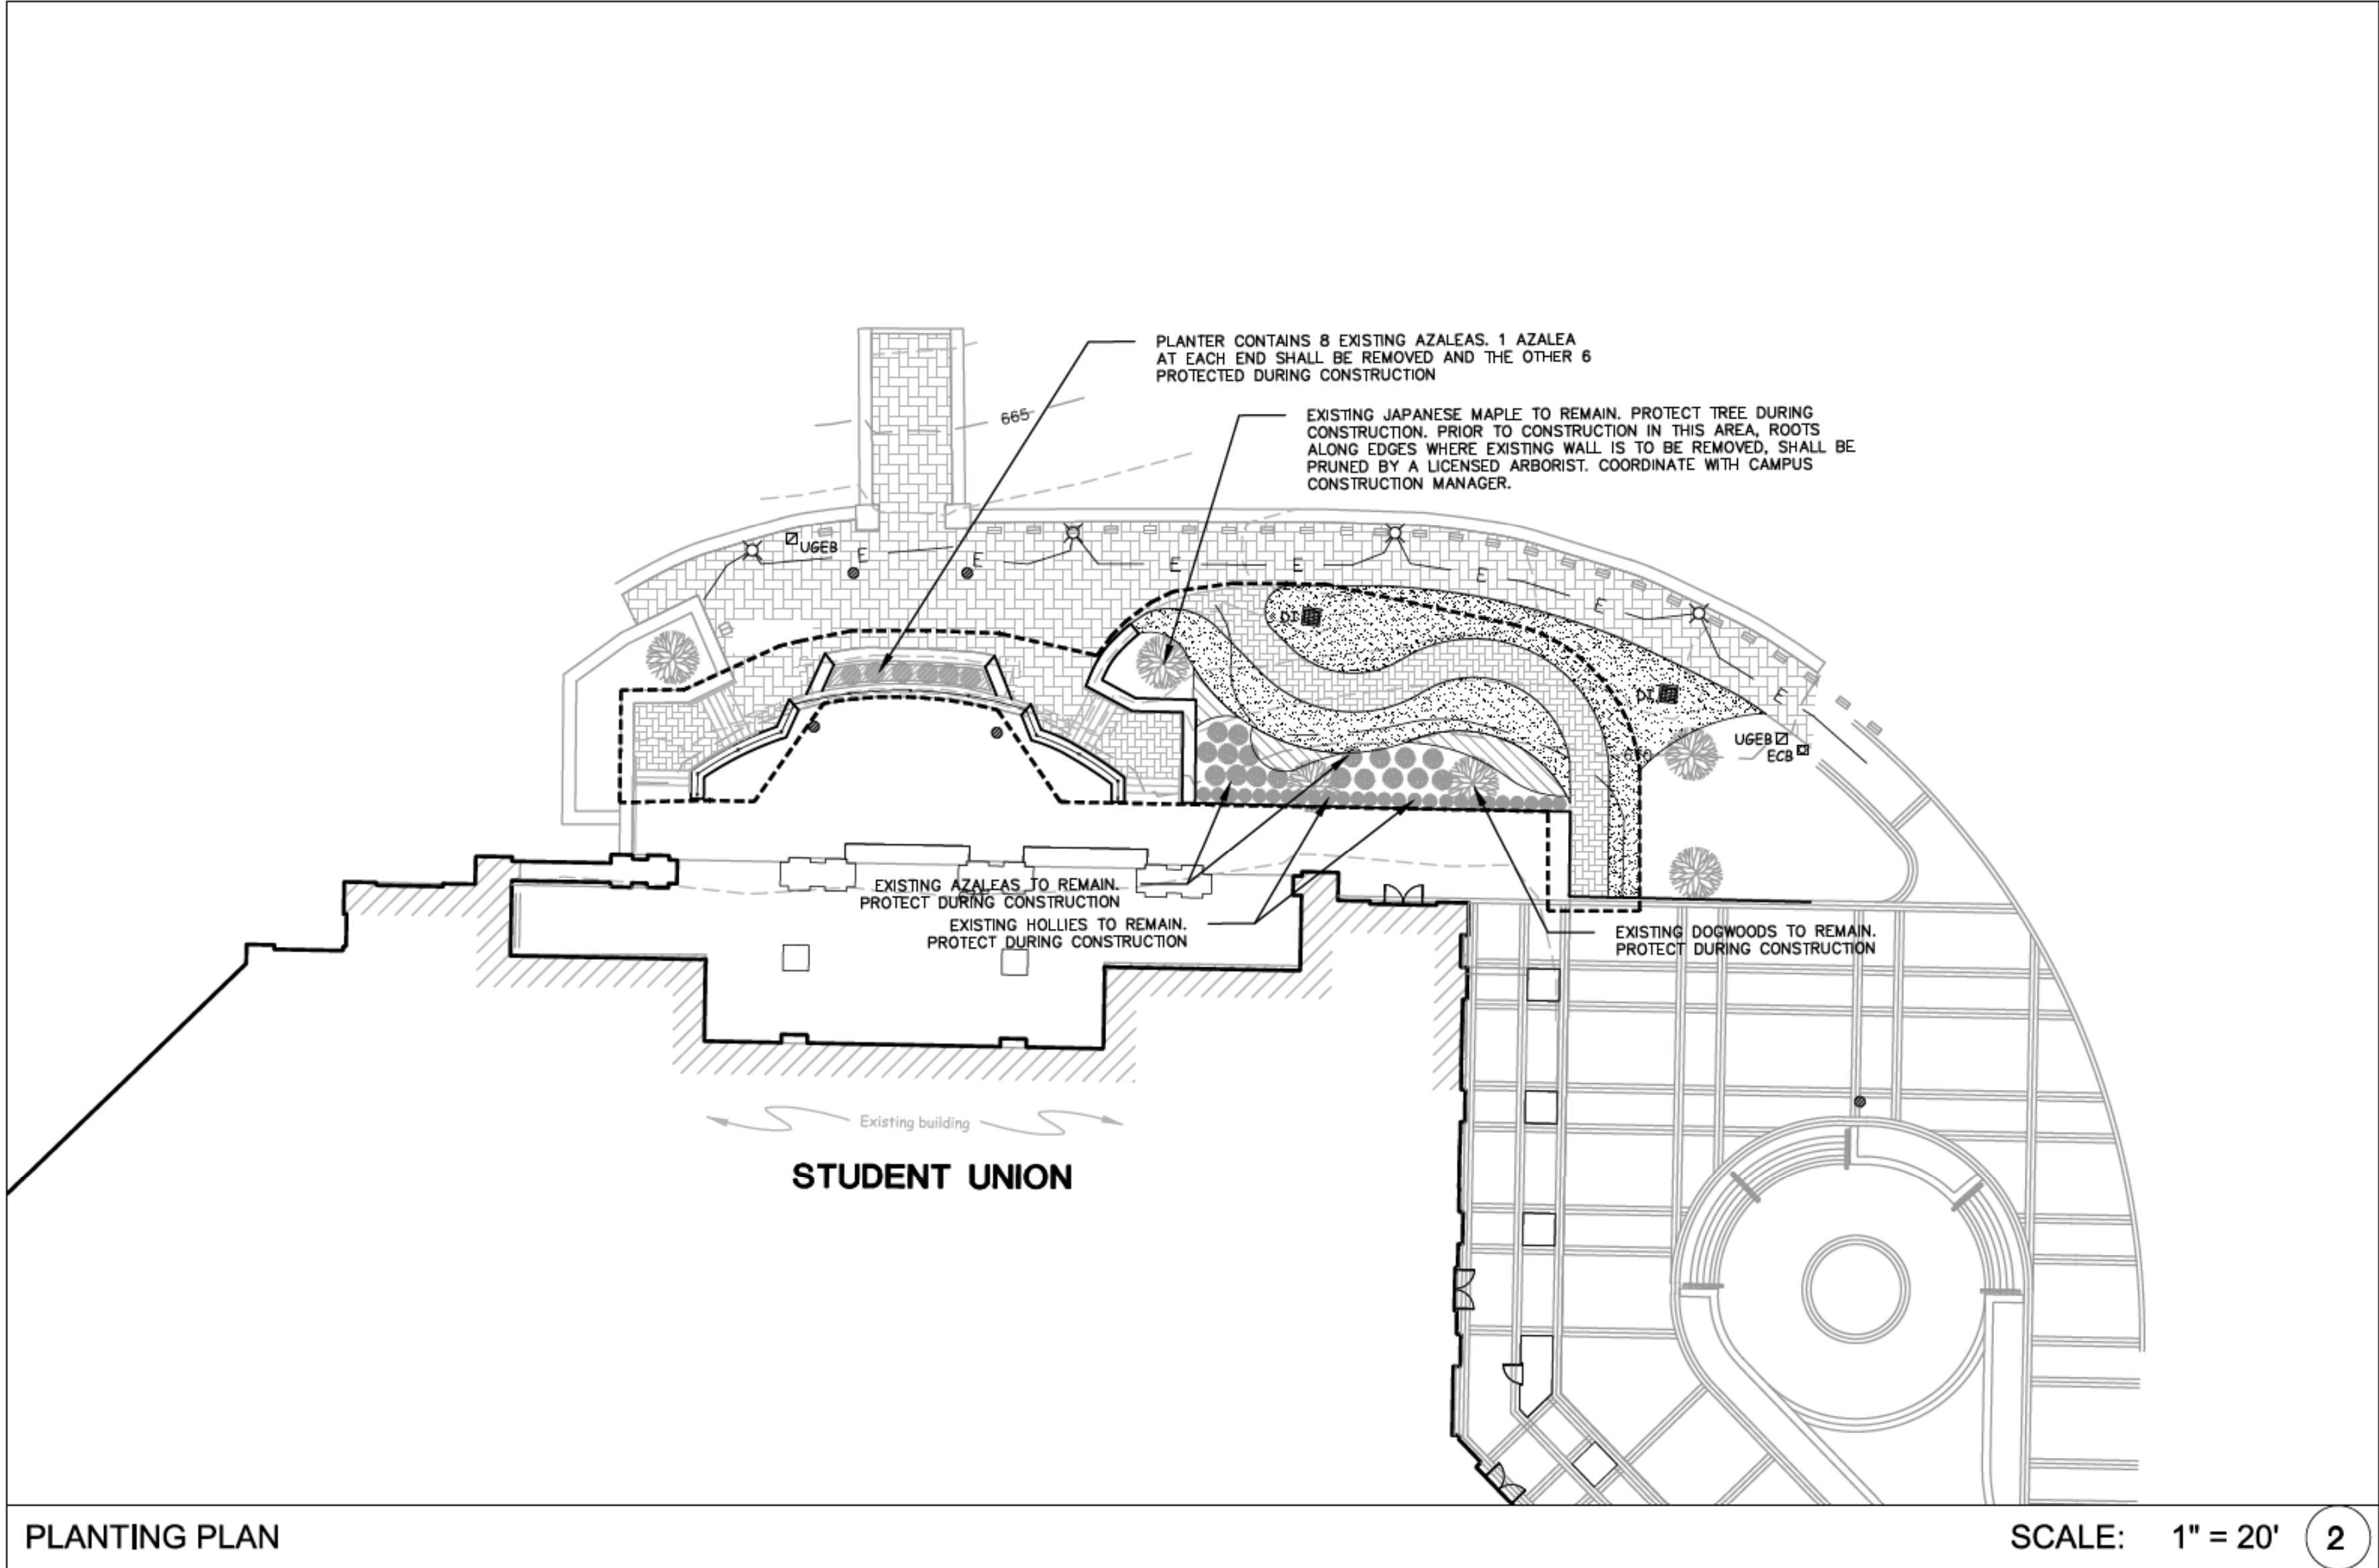 PLANTER CONTAINS 8 EXISTING AZALEAS. 1 AZALEA
AT EACH END SHALL BE REMOVED AND THE OTHER 6
PROTECTED DURING CONSTRUCTION
665
EXISTING JAPANESE MAPLE TO REMAIN. PROTECT TREE DURING
CONSTRUCTION. PRIOR TO CONSTRUCTION IN THIS AREA, ROOTS
ALONG EDGES WHERE EXISTING WALL IS TO BE REMOVED, SHALL BE
PRUNED BY A LICENSED ARBORIST. COORDINATE WITH CAMPUS
CONSTRUCTION MANAGER.
UGEB
E
E
E
E
E
E
E
DI
DI
UGEB
ECB
EXISTING AZALEAS TO REMAIN.
PROTECT DURING CONSTRUCTION
EXISTING HOLLIES TO REMAIN.
PROTECT DURING CONSTRUCTION
EXISTING DOGWOODS TO REMAIN.
PROTECT DURING CONSTRUCTION
Existing building
STUDENT UNION
PLANTING PLAN
SCALE: 1" = 20'
2